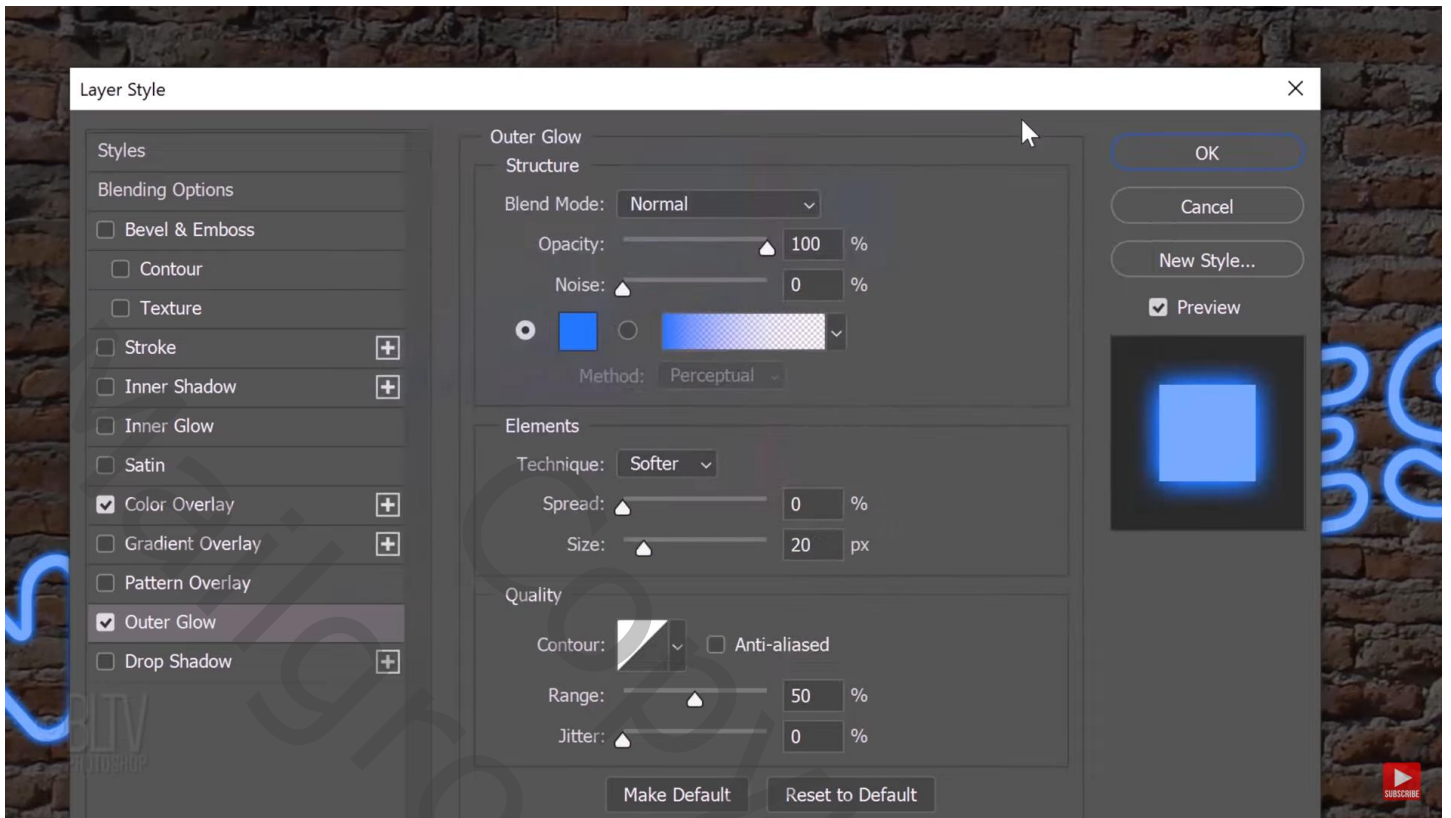 Layer Style
Styles
Blending Options
Bevel & Emboss
Contour
Texture
Stroke
Inner Shadow
Inner Glow
Satin
Color Overlay
Gradient Overlay
Pattern Overlay
Outer Glow
Drop Shadow
Outer Glow
Structure
Blend Mode: Normal
Opacity: 100 %
Noise: 0 %
Method: Perceptual
Elements
Technique: Softer
Spread: 0 %
Size: 20 px
Quality
Contour: Anti-aliased
Range: 50 %
Jitter: 0 %
Make Default Reset to Default
OK
Cancel
New Style...
Preview
BLTV
PHOTOSHOP
SUBSCRIBE